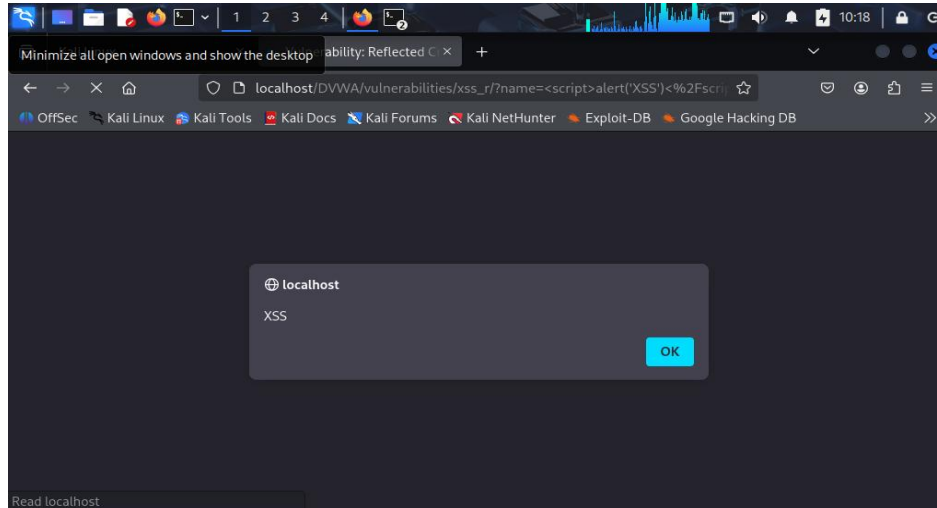 1 2 3 4 2 10:18 G
Minimize all open windows and show the desktop ability: Reflected C
localhost/DVWA/vulnerabilities/xss_r/?name=<script>alert('XSS')<%2Fscri
OffSec Kali Linux Kali Tools Kali Docs Kali Forums Kali NetHunter Exploit-DB Google Hacking DB
localhost
XSS
OK
Read localhost